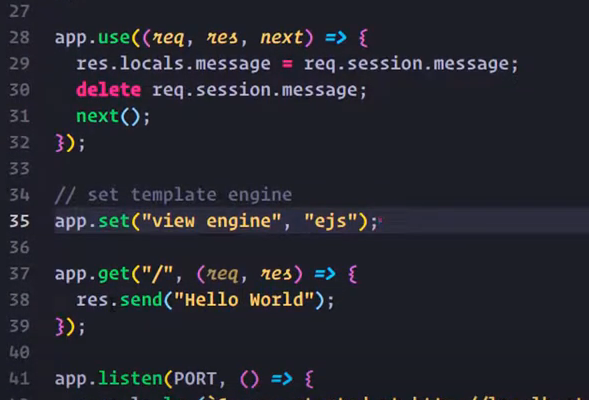 27
28 app.use((req, res, next) => {
29 res.locals.message = req.session.message;
30 delete req.session.message;
31 next();
32 });
33
34 // set template engine
35 app.set("view engine", "ejs");
36
37 app.get("/", (req, res) => {
38 res.send("Hello World");
39 });
40
41 app.listen(PORT, () => {